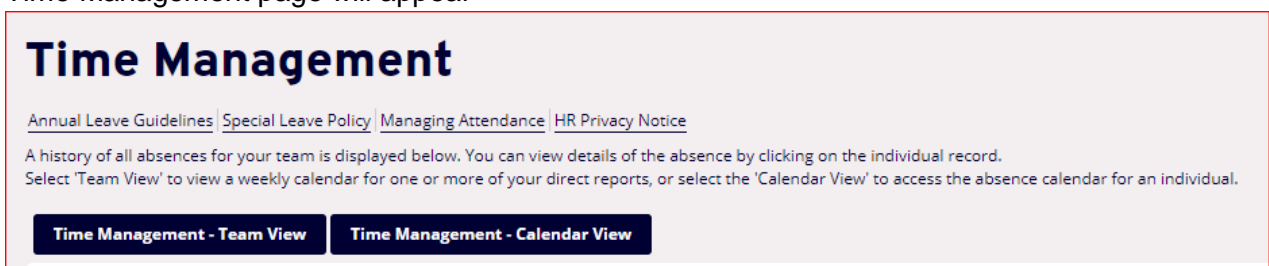 Time Management page will appear
Time Management
Annual Leave Guidelines Special Leave Policy Managing Attendance HR Privacy Notice
A history of all absences for your team is displayed below. You can view details of the absence by clicking on the individual record.
Select 'Team View' to view a weekly calendar for one or more of your direct reports, or select the 'Calendar View' to access the absence calendar for an individual.
Time Management - Team View Time Management - Calendar View